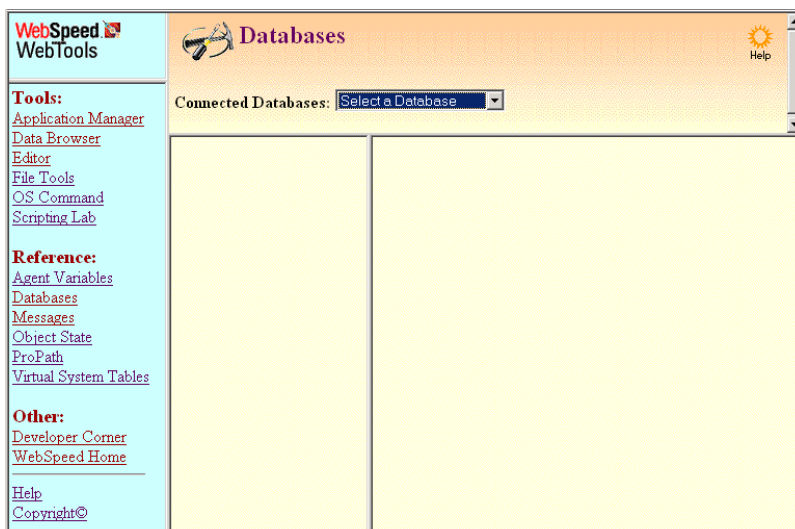 WebSpeed
WebTools
Databases
Help
Connected Databases: Select a Database
Tools:
Application Manager
Data Browser
Editor
File Tools
OS Command
Scripting Lab
Reference:
Agent Variables
Databases
Messages
Object State
ProPath
Virtual System Tables
Other:
Developer Corner
WebSpeed Home
Help
Copyright©